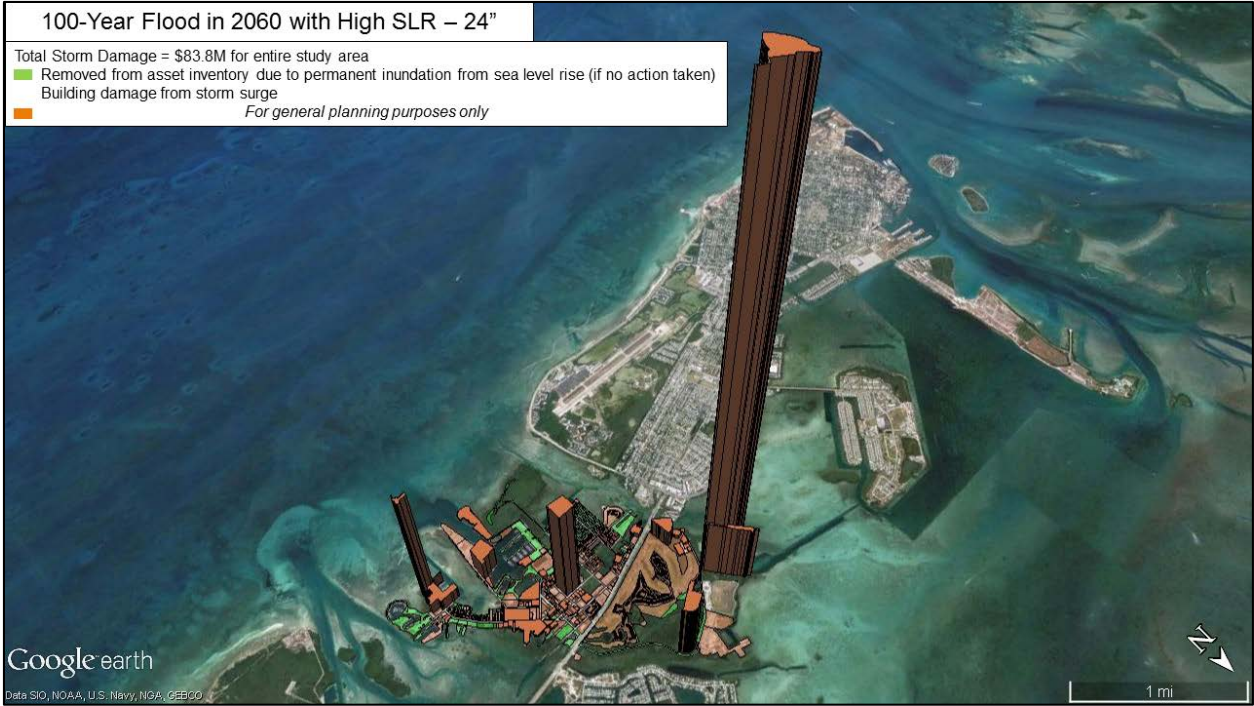 100-Year Flood in 2060 with High SLR – 24”
Total Storm Damage = $83.8M for entire study area
Removed from asset inventory due to permanent inundation from sea level rise (if no action taken)
Building damage from storm surge
For general planning purposes only
N
Google earth
Data SIO, NOAA, U.S. Navy, NGA, GEBCO
1 mi